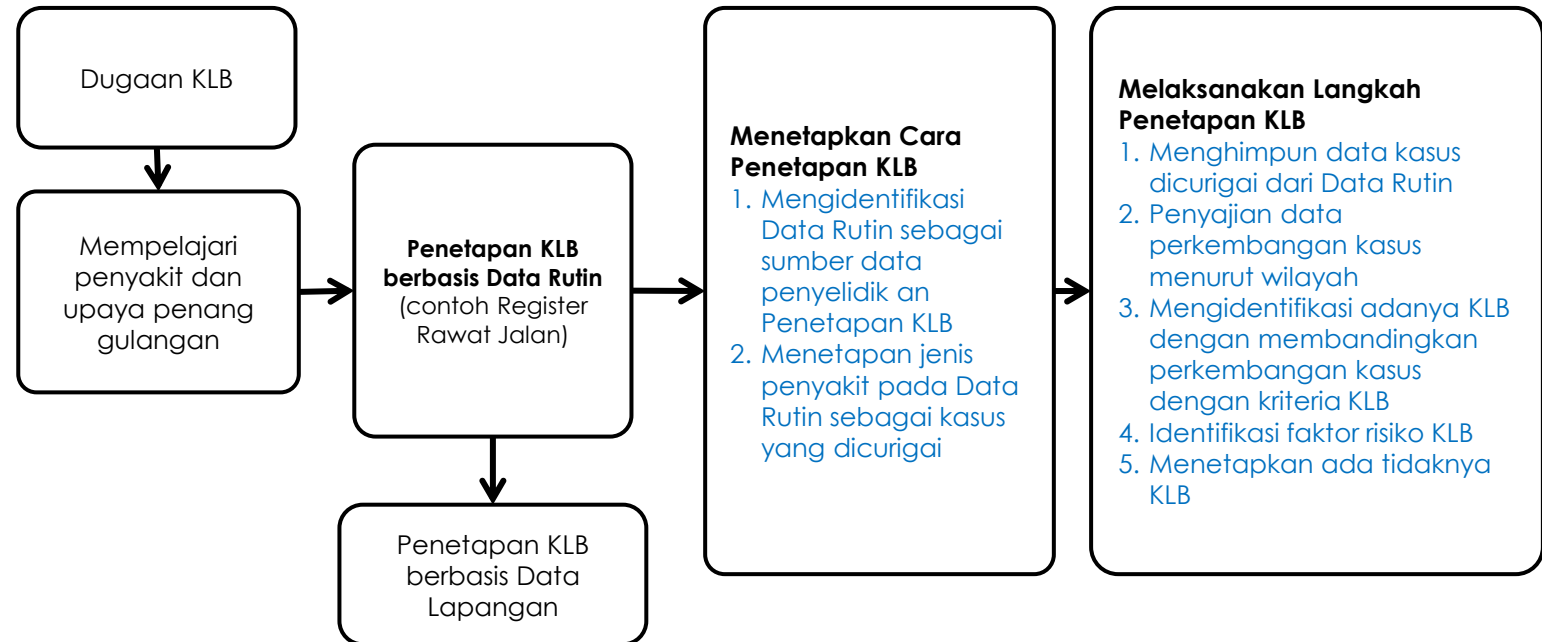 Dugaan KLB
Mempelajari
penyakit dan
upaya penang
gulangan
Penetapan KLB
berbasis Data Rutin
(contoh Register
Rawat Jalan)
Penetapan KLB
berbasis Data
Lapangan
Menetapkan Cara
Penetapan KLB
1. Mengidentifikasi
Data Rutin sebagai
sumber data
penyelidik an
Penetapan KLB
2. Menetapan jenis
penyakit pada Data
Rutin sebagai kasus
yang dicurigai
Melaksanakan Langkah
Penetapan KLB
1. Menghimpun data kasus
dicurigai dari Data Rutin
2. Penyajian data
perkembangan kasus
menurut wilayah
3. Mengidentifikasi adanya KLB
dengan membandingkan
perkembangan kasus
dengan kriteria KLB
4. Identifikasi faktor risiko KLB
5. Menetapkan ada tidaknya
KLB